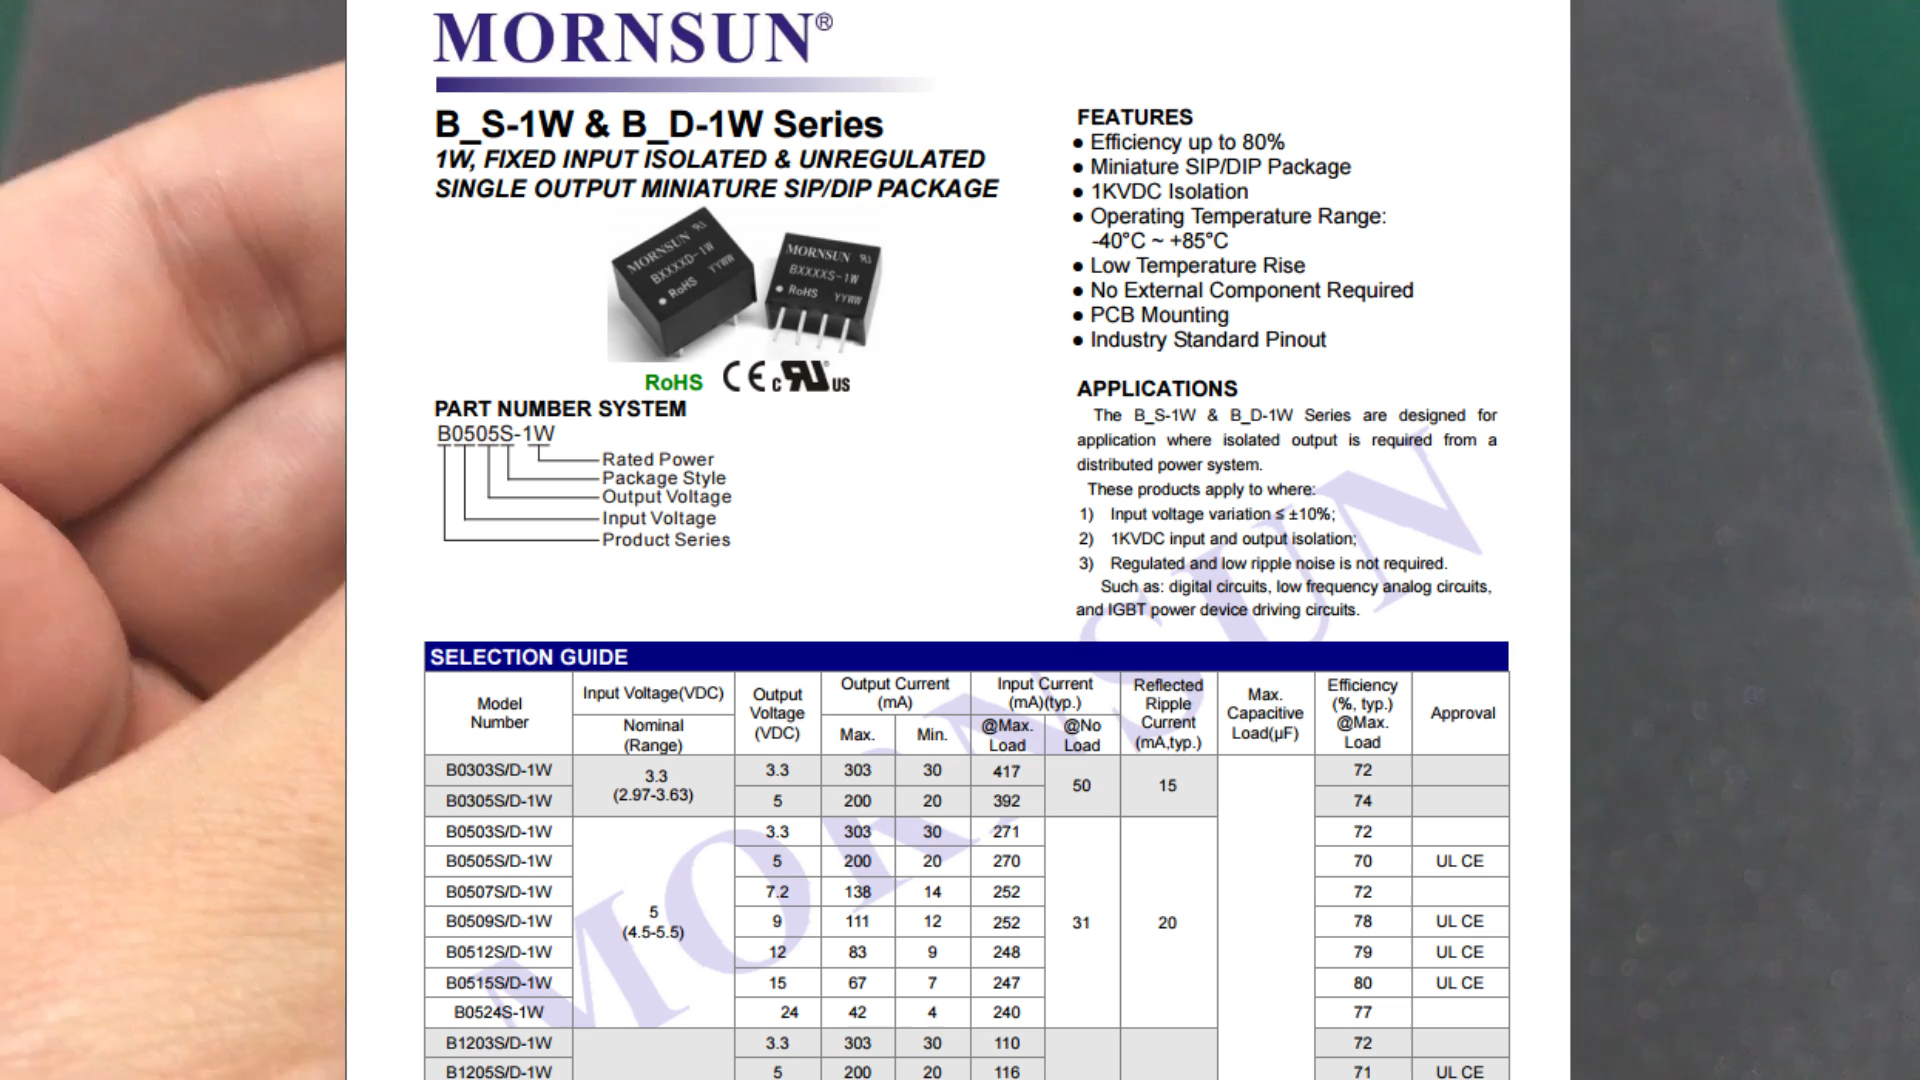 MORNSUN®
B_S-1W & B_D-1W Series
1W, FIXED INPUT ISOLATED & UNREGULATED
SINGLE OUTPUT MINIATURE SIP/DIP PACKAGE
MORNSUN
BXXXXD-1W
RoHS YYWW
MORNSUN
BXXXXS-1W
RoHS YYWW
RoHS CE c RU US
PART NUMBER SYSTEM
B0505S-1W
Rated Power
Package Style
Output Voltage
Input Voltage
Product Series
FEATURES
● Efficiency up to 80%
● Miniature SIP/DIP Package
● 1KVDC Isolation
● Operating Temperature Range:
-40°C ~ +85°C
● Low Temperature Rise
● No External Component Required
● PCB Mounting
● Industry Standard Pinout
APPLICATIONS
The B_S-1W & B_D-1W Series are designed for
application where isolated output is required from a
distributed power system.
These products apply to where:
1) Input voltage variation ≤ ±10%;
2) 1KVDC input and output isolation;
3) Regulated and low ripple noise is not required.
Such as: digital circuits, low frequency analog circuits,
and IGBT power device driving circuits.
MORNSUN
SELECTION GUIDE
Model Number | Input Voltage(VDC) Nominal (Range) | Output Voltage (VDC) | Output Current (mA) Max. Min. | Input Current (mA)(typ.) @Max. Load @No Load | Reflected Ripple Current (mA,typ.) | Max. Capacitive Load(µF) | Efficiency (%, typ.) @Max. Load | Approval
B0303S/D-1W 3.3 (2.97-3.63) 3.3 303 30 417 50 15 72
B0305S/D-1W 5 200 20 392 74
B0503S/D-1W 5 (4.5-5.5) 3.3 303 30 271 31 20 72
B0505S/D-1W 5 200 20 270 70 UL CE
B0507S/D-1W 7.2 138 14 252 72
B0509S/D-1W 9 111 12 252 78 UL CE
B0512S/D-1W 12 83 9 248 79 UL CE
B0515S/D-1W 15 67 7 247 80 UL CE
B0524S-1W 24 42 4 240 77
B1203S/D-1W 3.3 303 30 110 72
B1205S/D-1W 5 200 20 116 71 UL CE